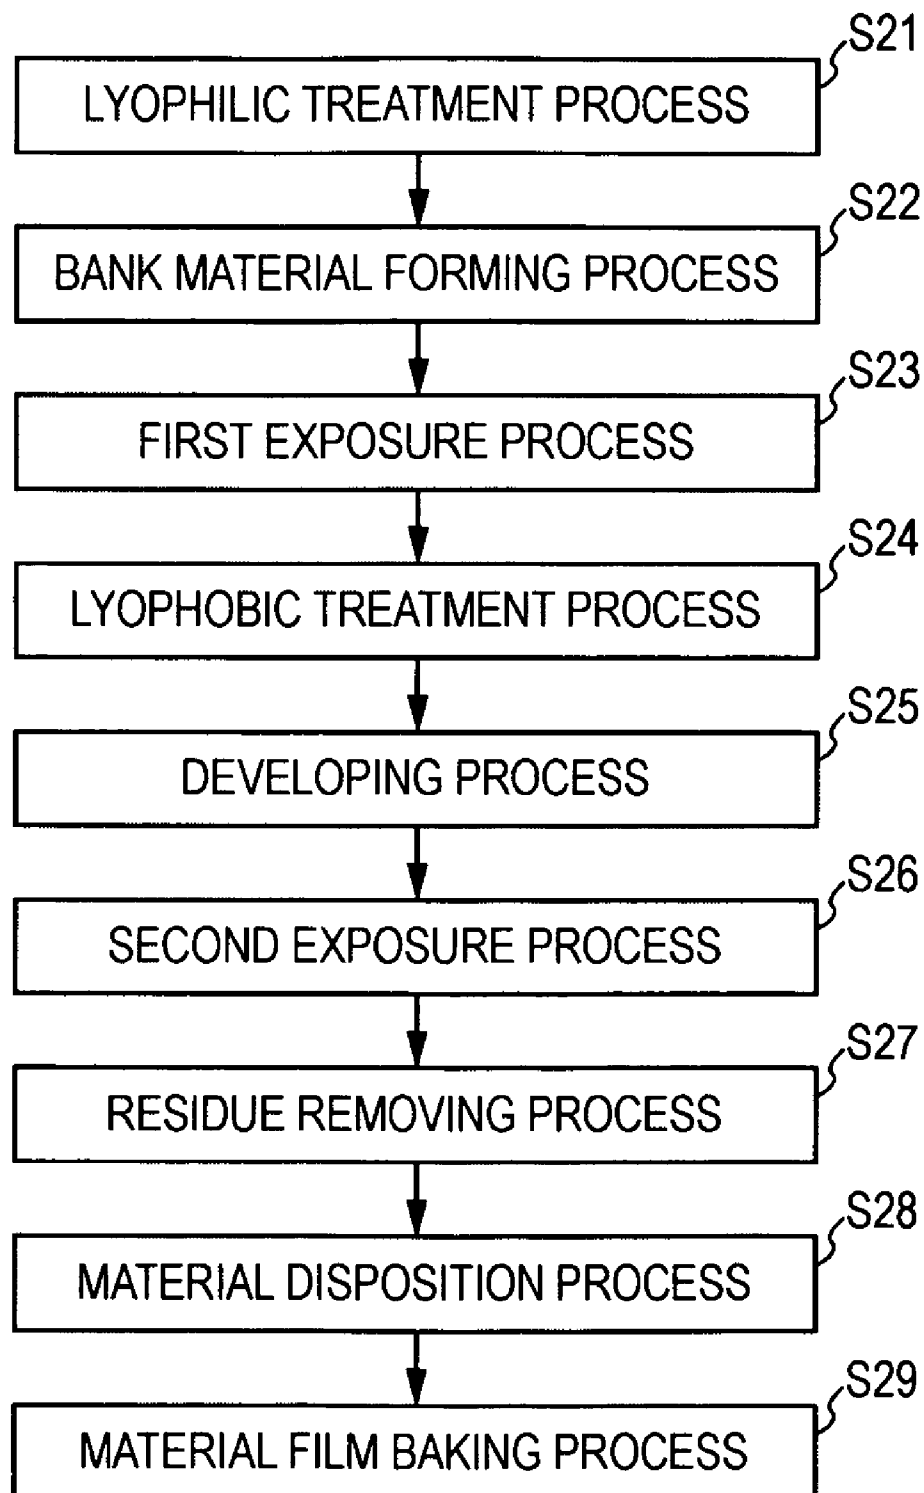 S21
LYOPHILIC TREATMENT PROCESS
S22
BANK MATERIAL FORMING PROCESS
S23
FIRST EXPOSURE PROCESS
S24
LYOPHOBIC TREATMENT PROCESS
S25
DEVELOPING PROCESS
S26
SECOND EXPOSURE PROCESS
S27
RESIDUE REMOVING PROCESS
S28
MATERIAL DISPOSITION PROCESS
S29
MATERIAL FILM BAKING PROCESS